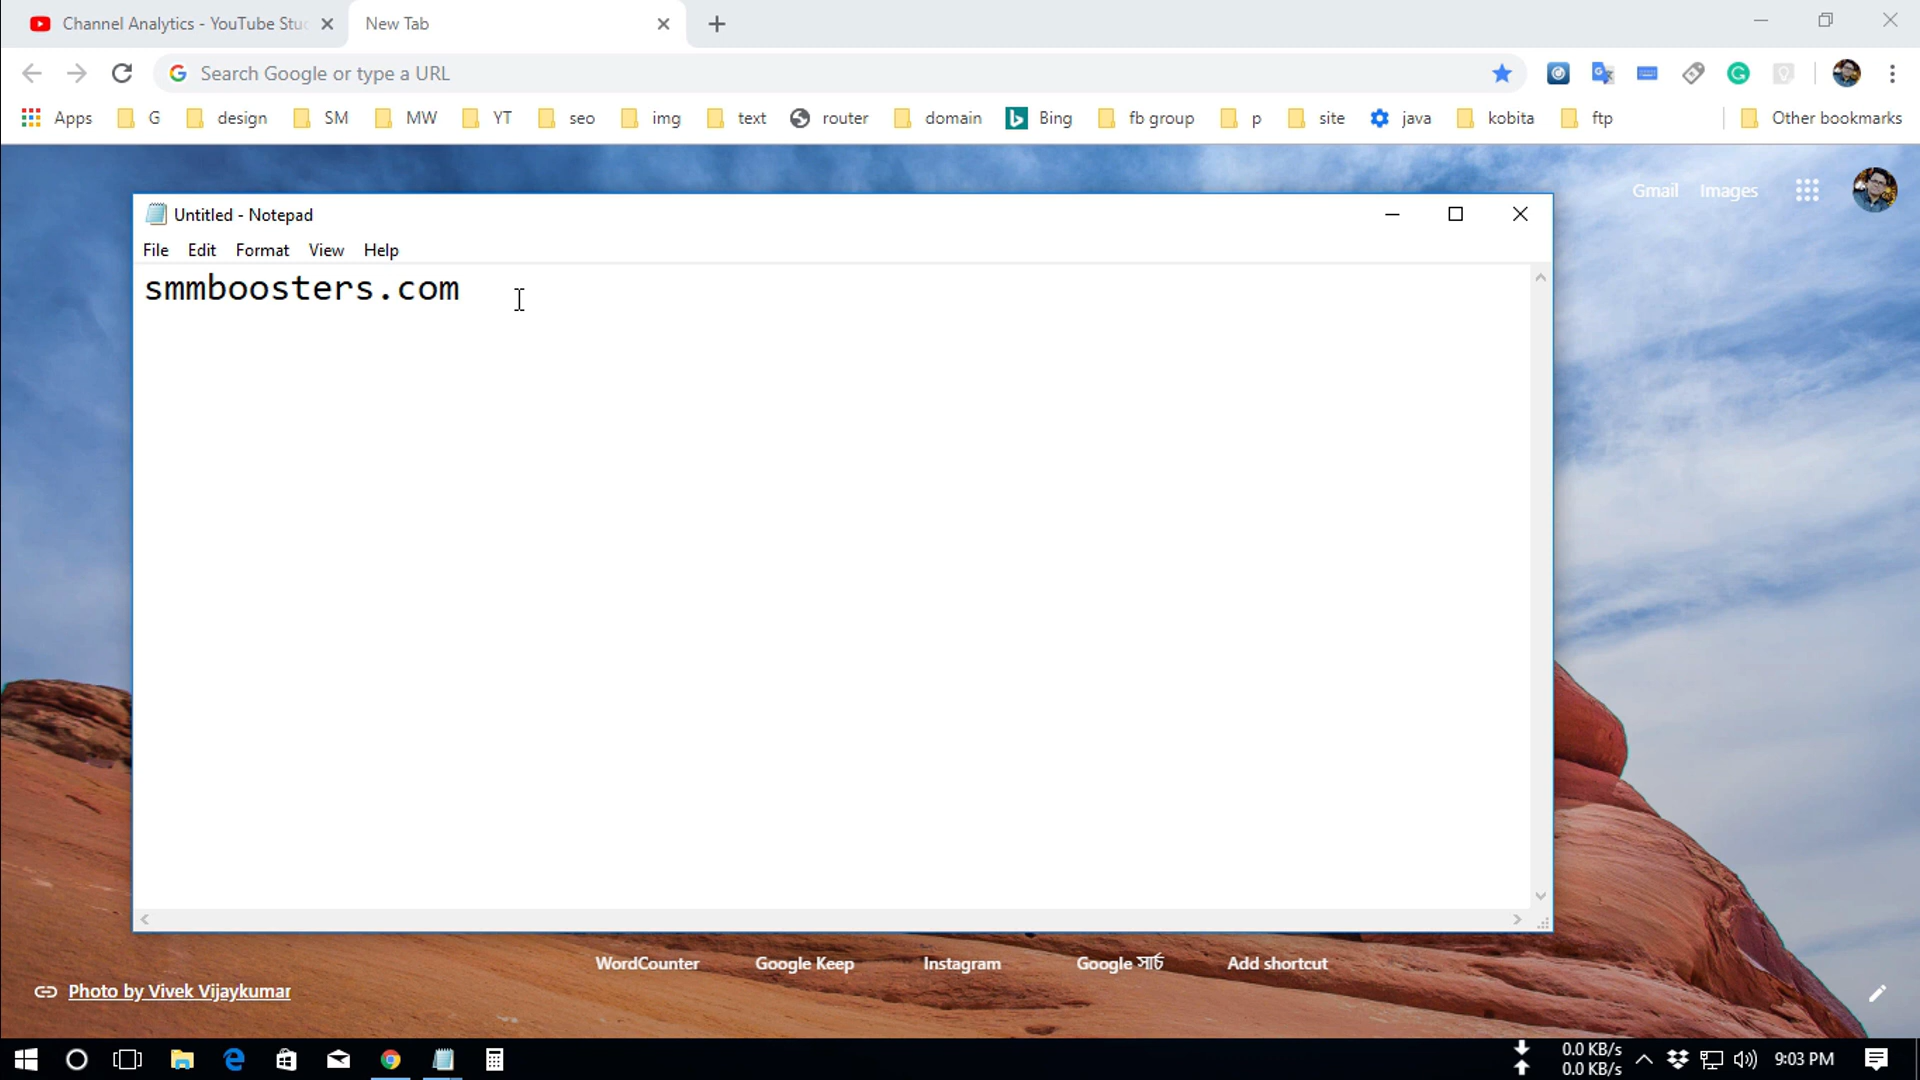 Channel Analytics - YouTube Stu
New Tab
Search Google or type a URL
Apps G design SM MW YT seo img text router domain Bing fb group p site java kobita ftp Other bookmarks
Gmail Images
Untitled - Notepad
File Edit Format View Help
smmboosters.com
WordCounter Google Keep Instagram Google সার্চ Add shortcut
Photo by Vivek Vijaykumar
0.0 KB/s
0.0 KB/s
9:03 PM